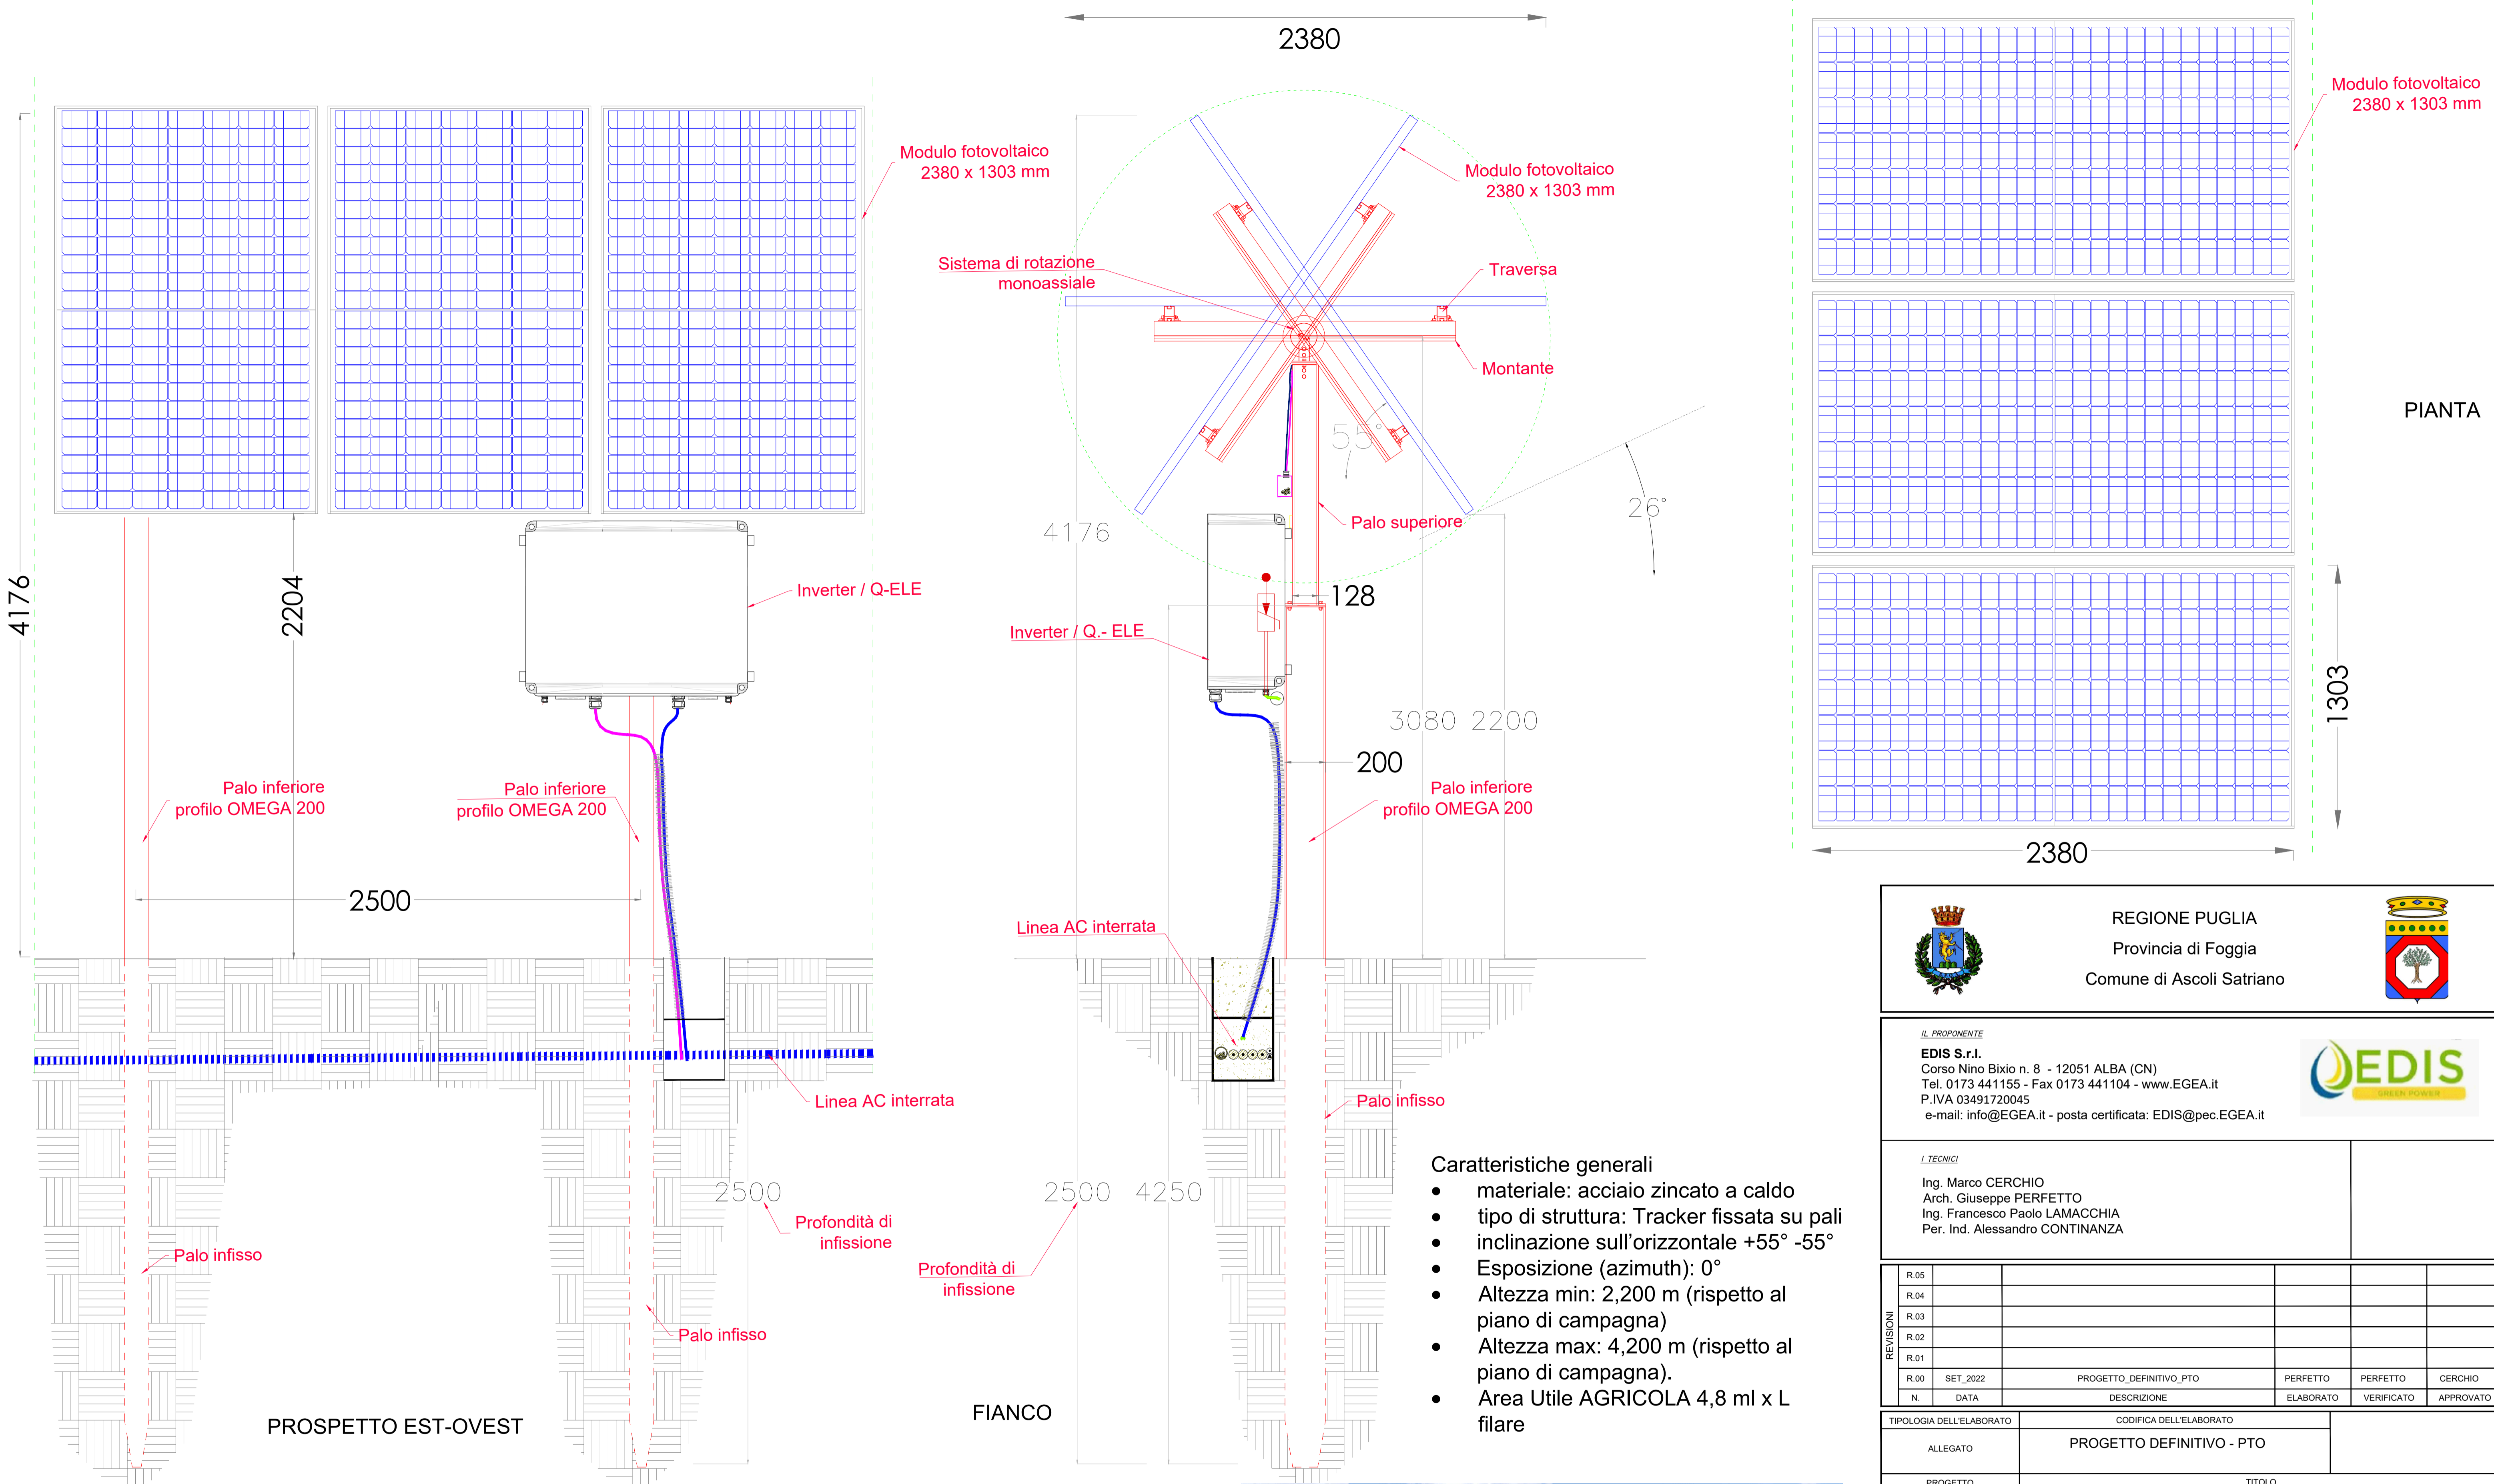 2380
Modulo fotovoltaico
2380 x 1303 mm
4176
2204
Inverter / Q-ELE
Palo inferiore
profilo OMEGA 200
Palo inferiore
profilo OMEGA 200
2500
Linea AC interrata
2500
Profondità di
infissione
Palo infisso
Palo infisso
PROSPETTO EST-OVEST
Modulo fotovoltaico
2380 x 1303 mm
Sistema di rotazione
monoassiale
Traversa
Montante
55°
26°
4176
Palo superiore
128
Inverter / Q.- ELE
3080
2200
200
Palo inferiore
profilo OMEGA 200
Linea AC interrata
Palo infisso
2500
4250
Profondità di
infissione
FIANCO
Caratteristiche generali
• materiale: acciaio zincato a caldo
• tipo di struttura: Tracker fissata su pali
• inclinazione sull'orizzontale +55° -55°
• Esposizione (azimuth): 0°
• Altezza min: 2,200 m (rispetto al
piano di campagna)
• Altezza max: 4,200 m (rispetto al
piano di campagna).
• Area Utile AGRICOLA 4,8 ml x L
filare
Modulo fotovoltaico
2380 x 1303 mm
PIANTA
1303
2380
REGIONE PUGLIA
Provincia di Foggia
Comune di Ascoli Satriano
IL PROPONENTE
EDIS S.r.l.
Corso Nino Bixio n. 8 - 12051 ALBA (CN)
Tel. 0173 441155 - Fax 0173 441104 - www.EGEA.it
P.IVA 03491720045
e-mail: info@EGEA.it - posta certificata: EDIS@pec.EGEA.it
EDIS
GREEN POWER
I TECNICI
Ing. Marco CERCHIO
Arch. Giuseppe PERFETTO
Ing. Francesco Paolo LAMACCHIA
Per. Ind. Alessandro CONTINANZA
REVISIONI
R.05
R.04
R.03
R.02
R.01
R.00 SET_2022 PROGETTO_DEFINITIVO_PTO PERFETTO PERFETTO CERCHIO
N. DATA DESCRIZIONE ELABORATO VERIFICATO APPROVATO
TIPOLOGIA DELL'ELABORATO CODIFICA DELL'ELABORATO
ALLEGATO PROGETTO DEFINITIVO - PTO
PROGETTO TITOLO